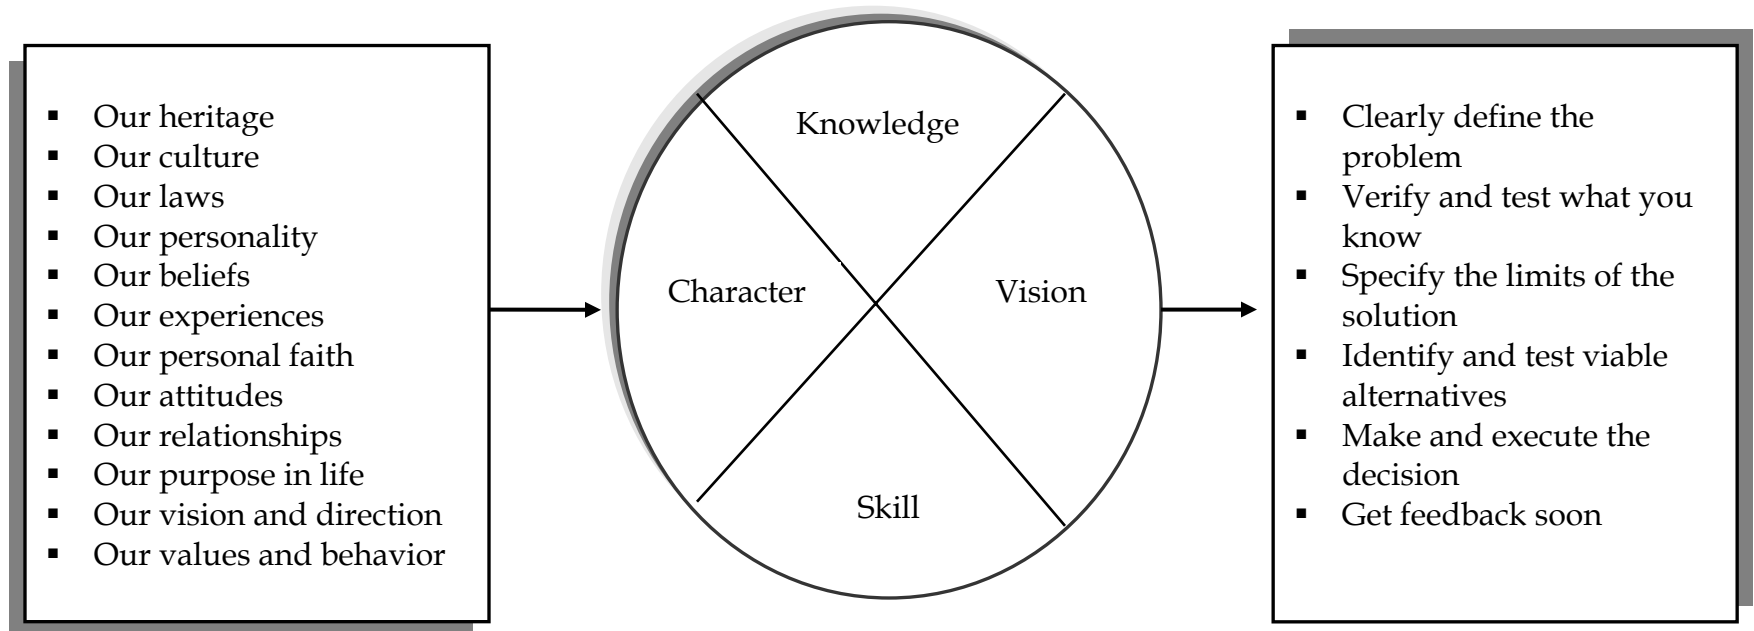 ▪ Our heritage
▪ Our culture
▪ Our laws
▪ Our personality
▪ Our beliefs
▪ Our experiences
▪ Our personal faith
▪ Our attitudes
▪ Our relationships
▪ Our purpose in life
▪ Our vision and direction
▪ Our values and behavior
Knowledge
Character
Vision
Skill
▪ Clearly define the
problem
▪ Verify and test what you
know
▪ Specify the limits of the
solution
▪ Identify and test viable
alternatives
▪ Make and execute the
decision
▪ Get feedback soon